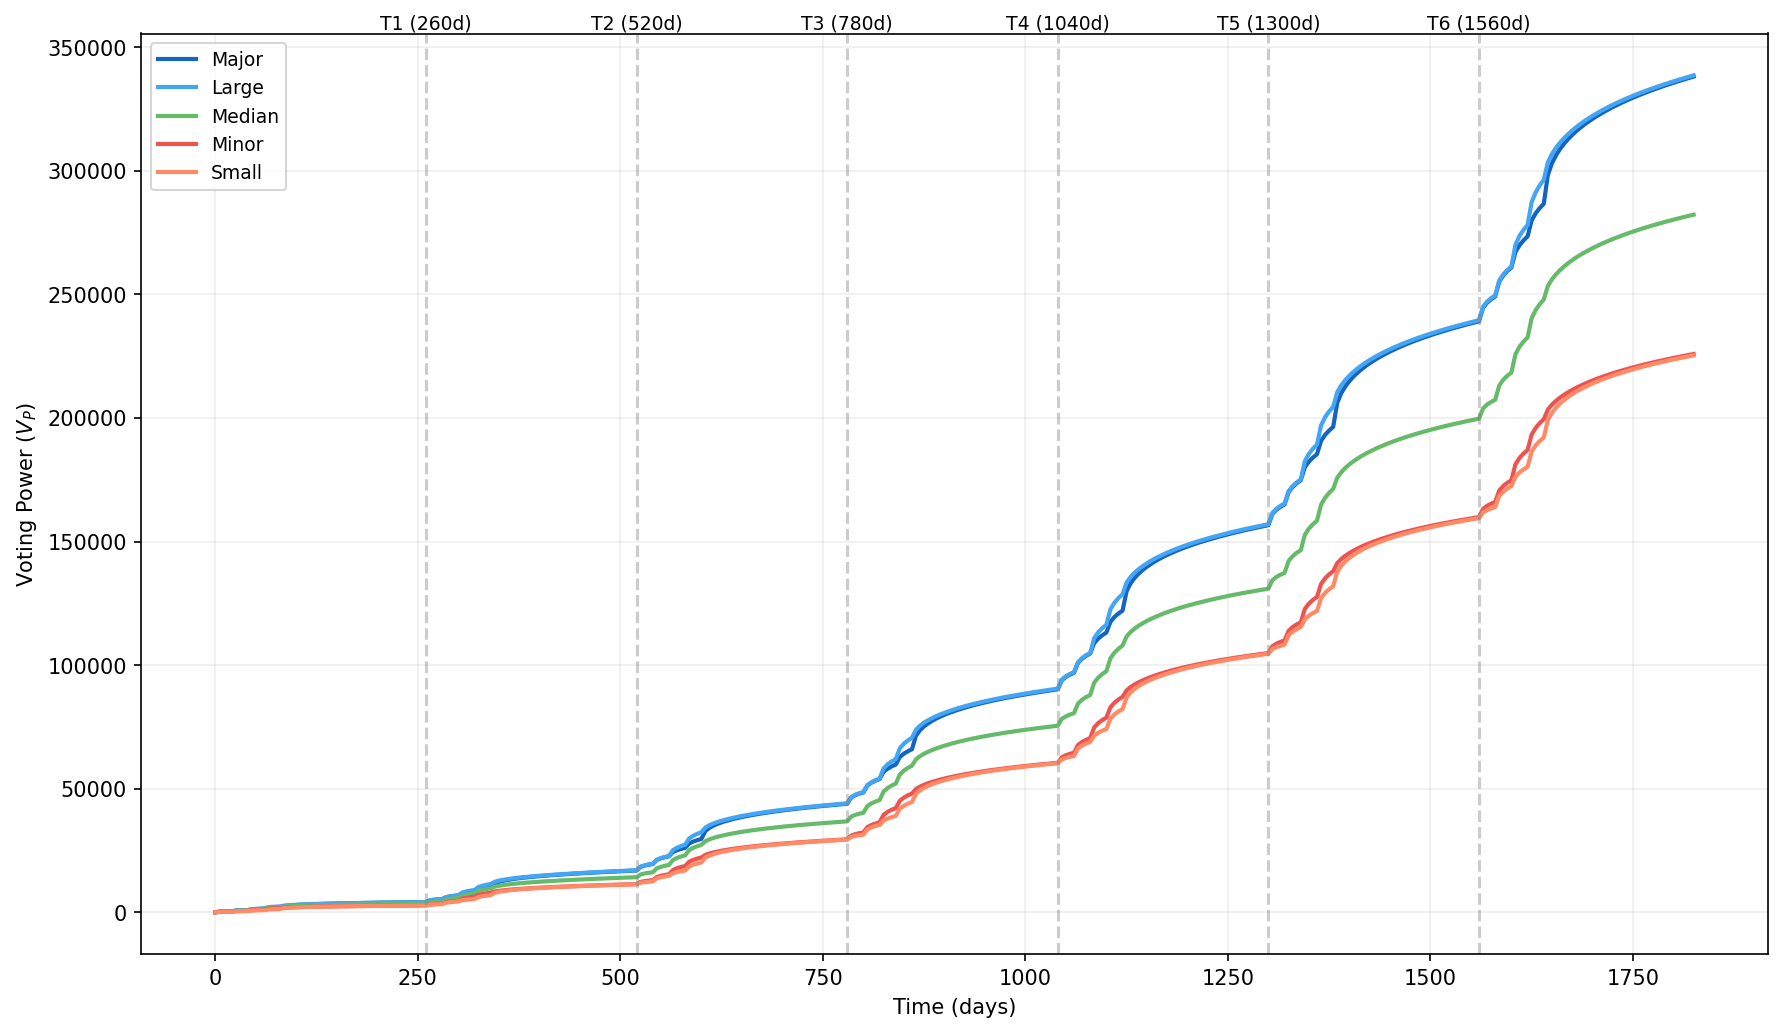 T1 (260d) T2 (520d) T3 (780d) T4 (1040d) T5 (1300d) T6 (1560d)
Major
Large
Median
Minor
Small
350000
300000
250000
200000
150000
100000
50000
0
Voting Power (V_P)
0 250 500 750 1000 1250 1500 1750
Time (days)